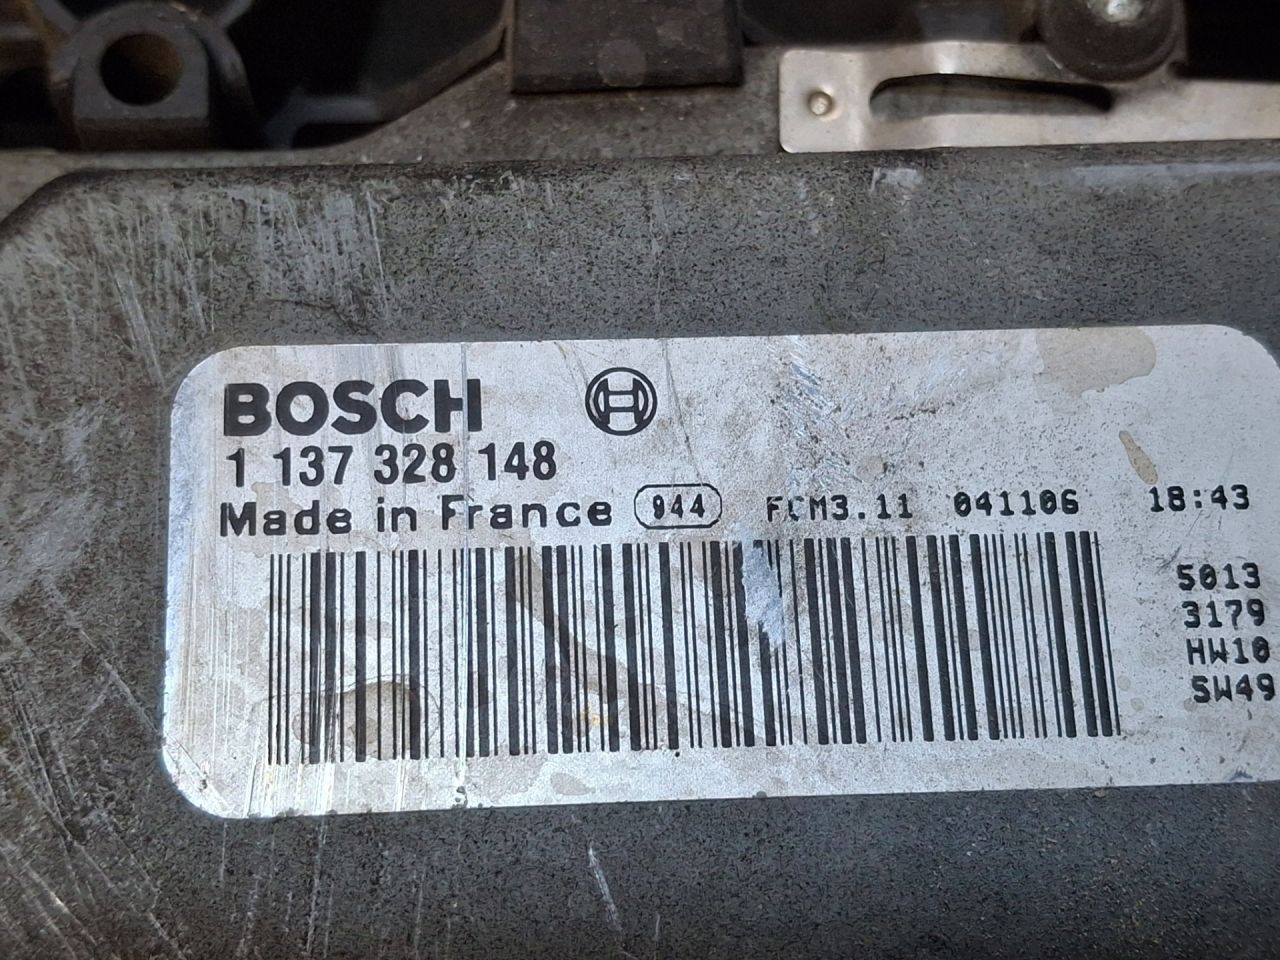 BOSCH
1 137 328 148
Made in France 944 FCM3.11 041106 18:43
5013
3179
HW10
SW49